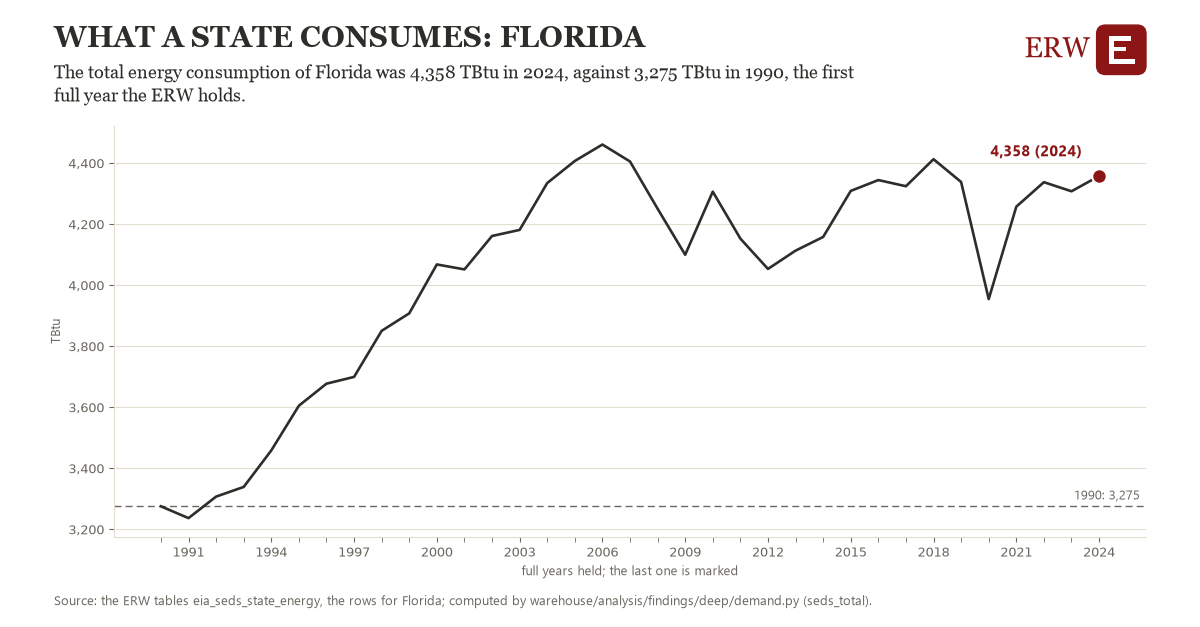 WHAT A STATE CONSUMES: FLORIDA
The total energy consumption of Florida was 4,358 TBtu in 2024, against 3,275 TBtu in 1990, the first
full year the ERW holds.
ERW E
4,358 (2024)
4,400
4,200
4,000
3,800
3,600
3,400
3,200
TBtu
1990: 3,275
1991 1994 1997 2000 2003 2006 2009 2012 2015 2018 2021 2024
full years held; the last one is marked
Source: the ERW tables eia_seds_state_energy, the rows for Florida; computed by warehouse/analysis/findings/deep/demand.py (seds_total).